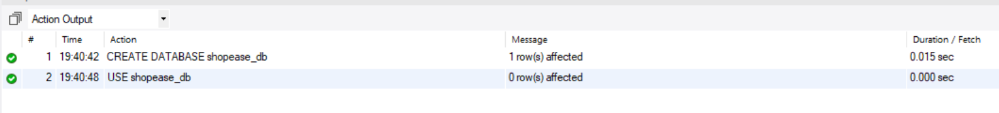 Action Output
# Time Action Message Duration / Fetch
1 19:40:42 CREATE DATABASE shopease_db 1 row(s) affected 0.015 sec
2 19:40:48 USE shopease_db 0 row(s) affected 0.000 sec